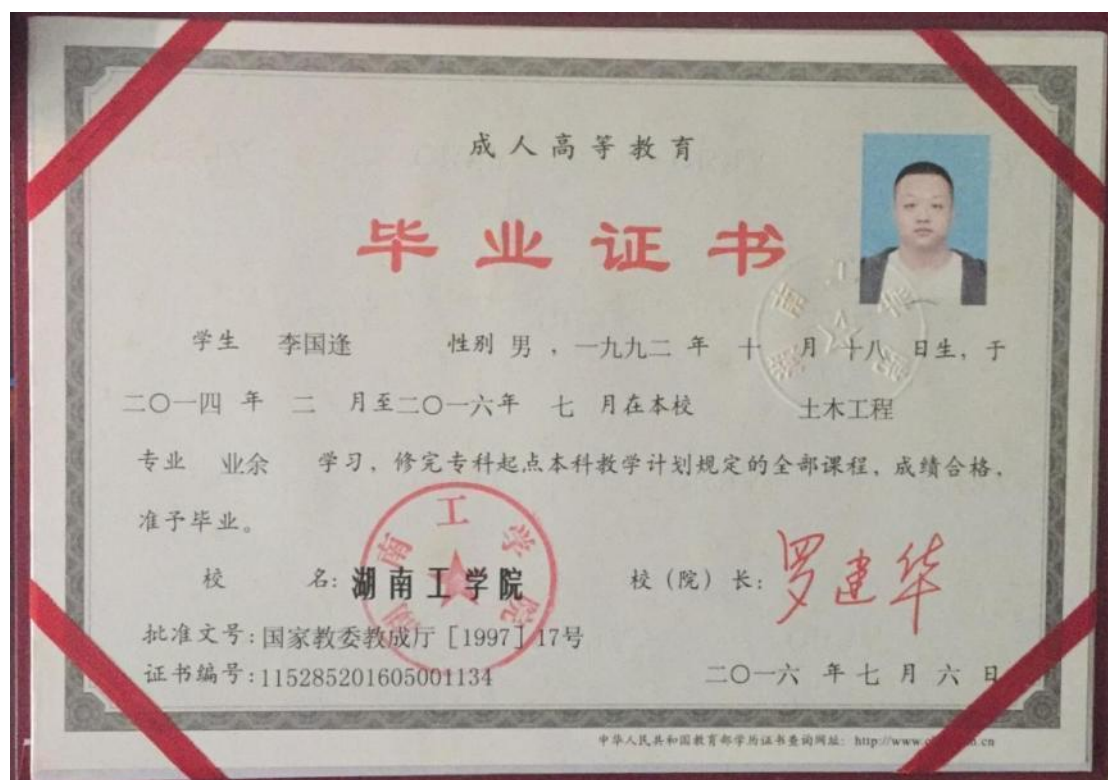 成人高等教育
毕业证书
学生 李国逢 性别 男 ，一九九二 年 十 月 十八 日生，于
二〇一四 年 二 月至二〇一六年 七 月在本校 土木工程
专业 业余 学习，修完专科起点本科教学计划规定的全部课程，成绩合格，
准予毕业。
校 名：湖南工学院 校（院）长：罗建华
湖南工学院
批准文号：国家教委教成厅［1997］17号
证书编号：115285201605001134 二〇一六 年 七 月 六 日
中华人民共和国教育部学历证书查询网址：http://www